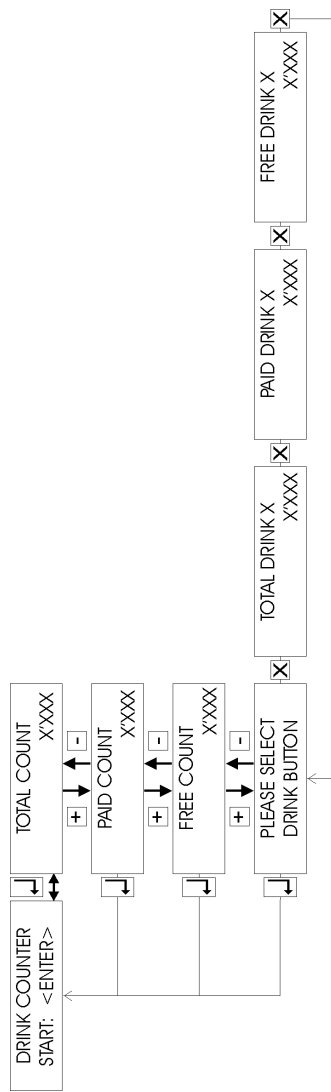 DRINK COUNTER
START: <ENTER>
TOTAL COUNT
X'XXX
+
-
PAID COUNT
X'XXX
+
-
FREE COUNT
X'XXX
+
-
PLEASE SELECT
DRINK BUTTON
X
TOTAL DRINK X
X'XXX
X
PAID DRINK X
X'XXX
X
FREE DRINK X
X'XXX
X